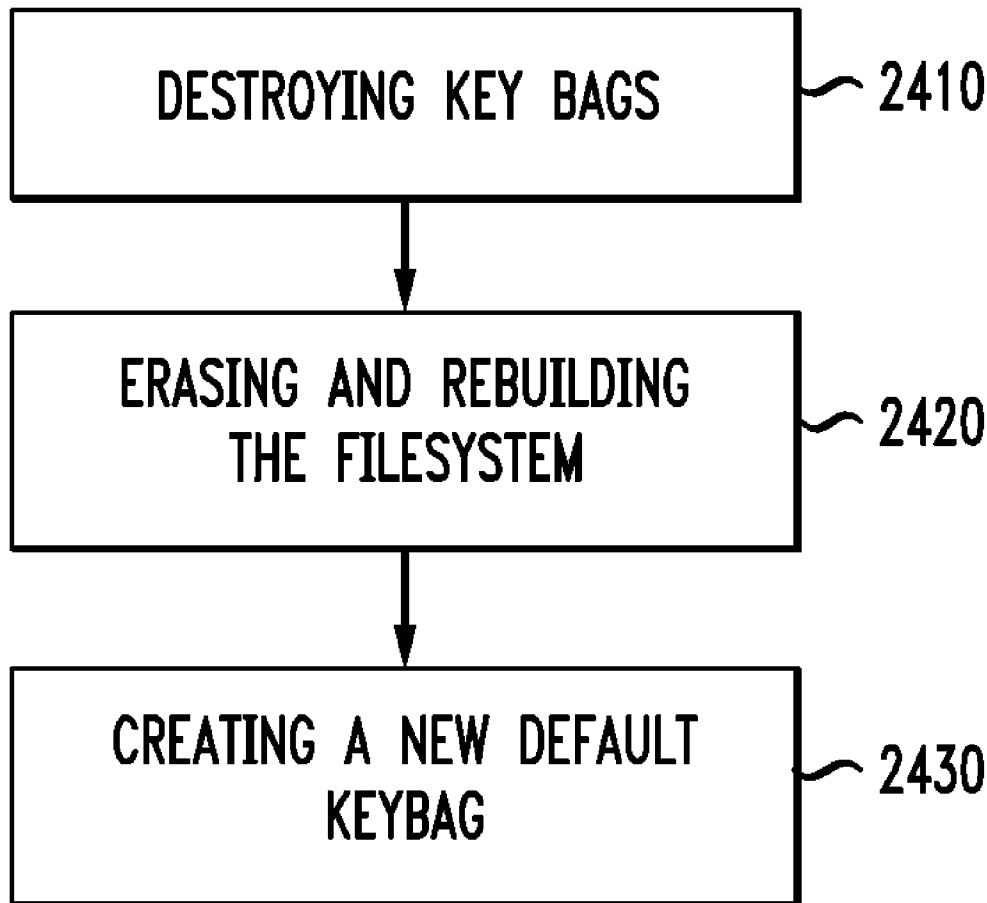 DESTROYING KEY BAGS
2410
ERASING AND REBUILDING
THE FILESYSTEM
2420
CREATING A NEW DEFAULT
KEYBAG
2430